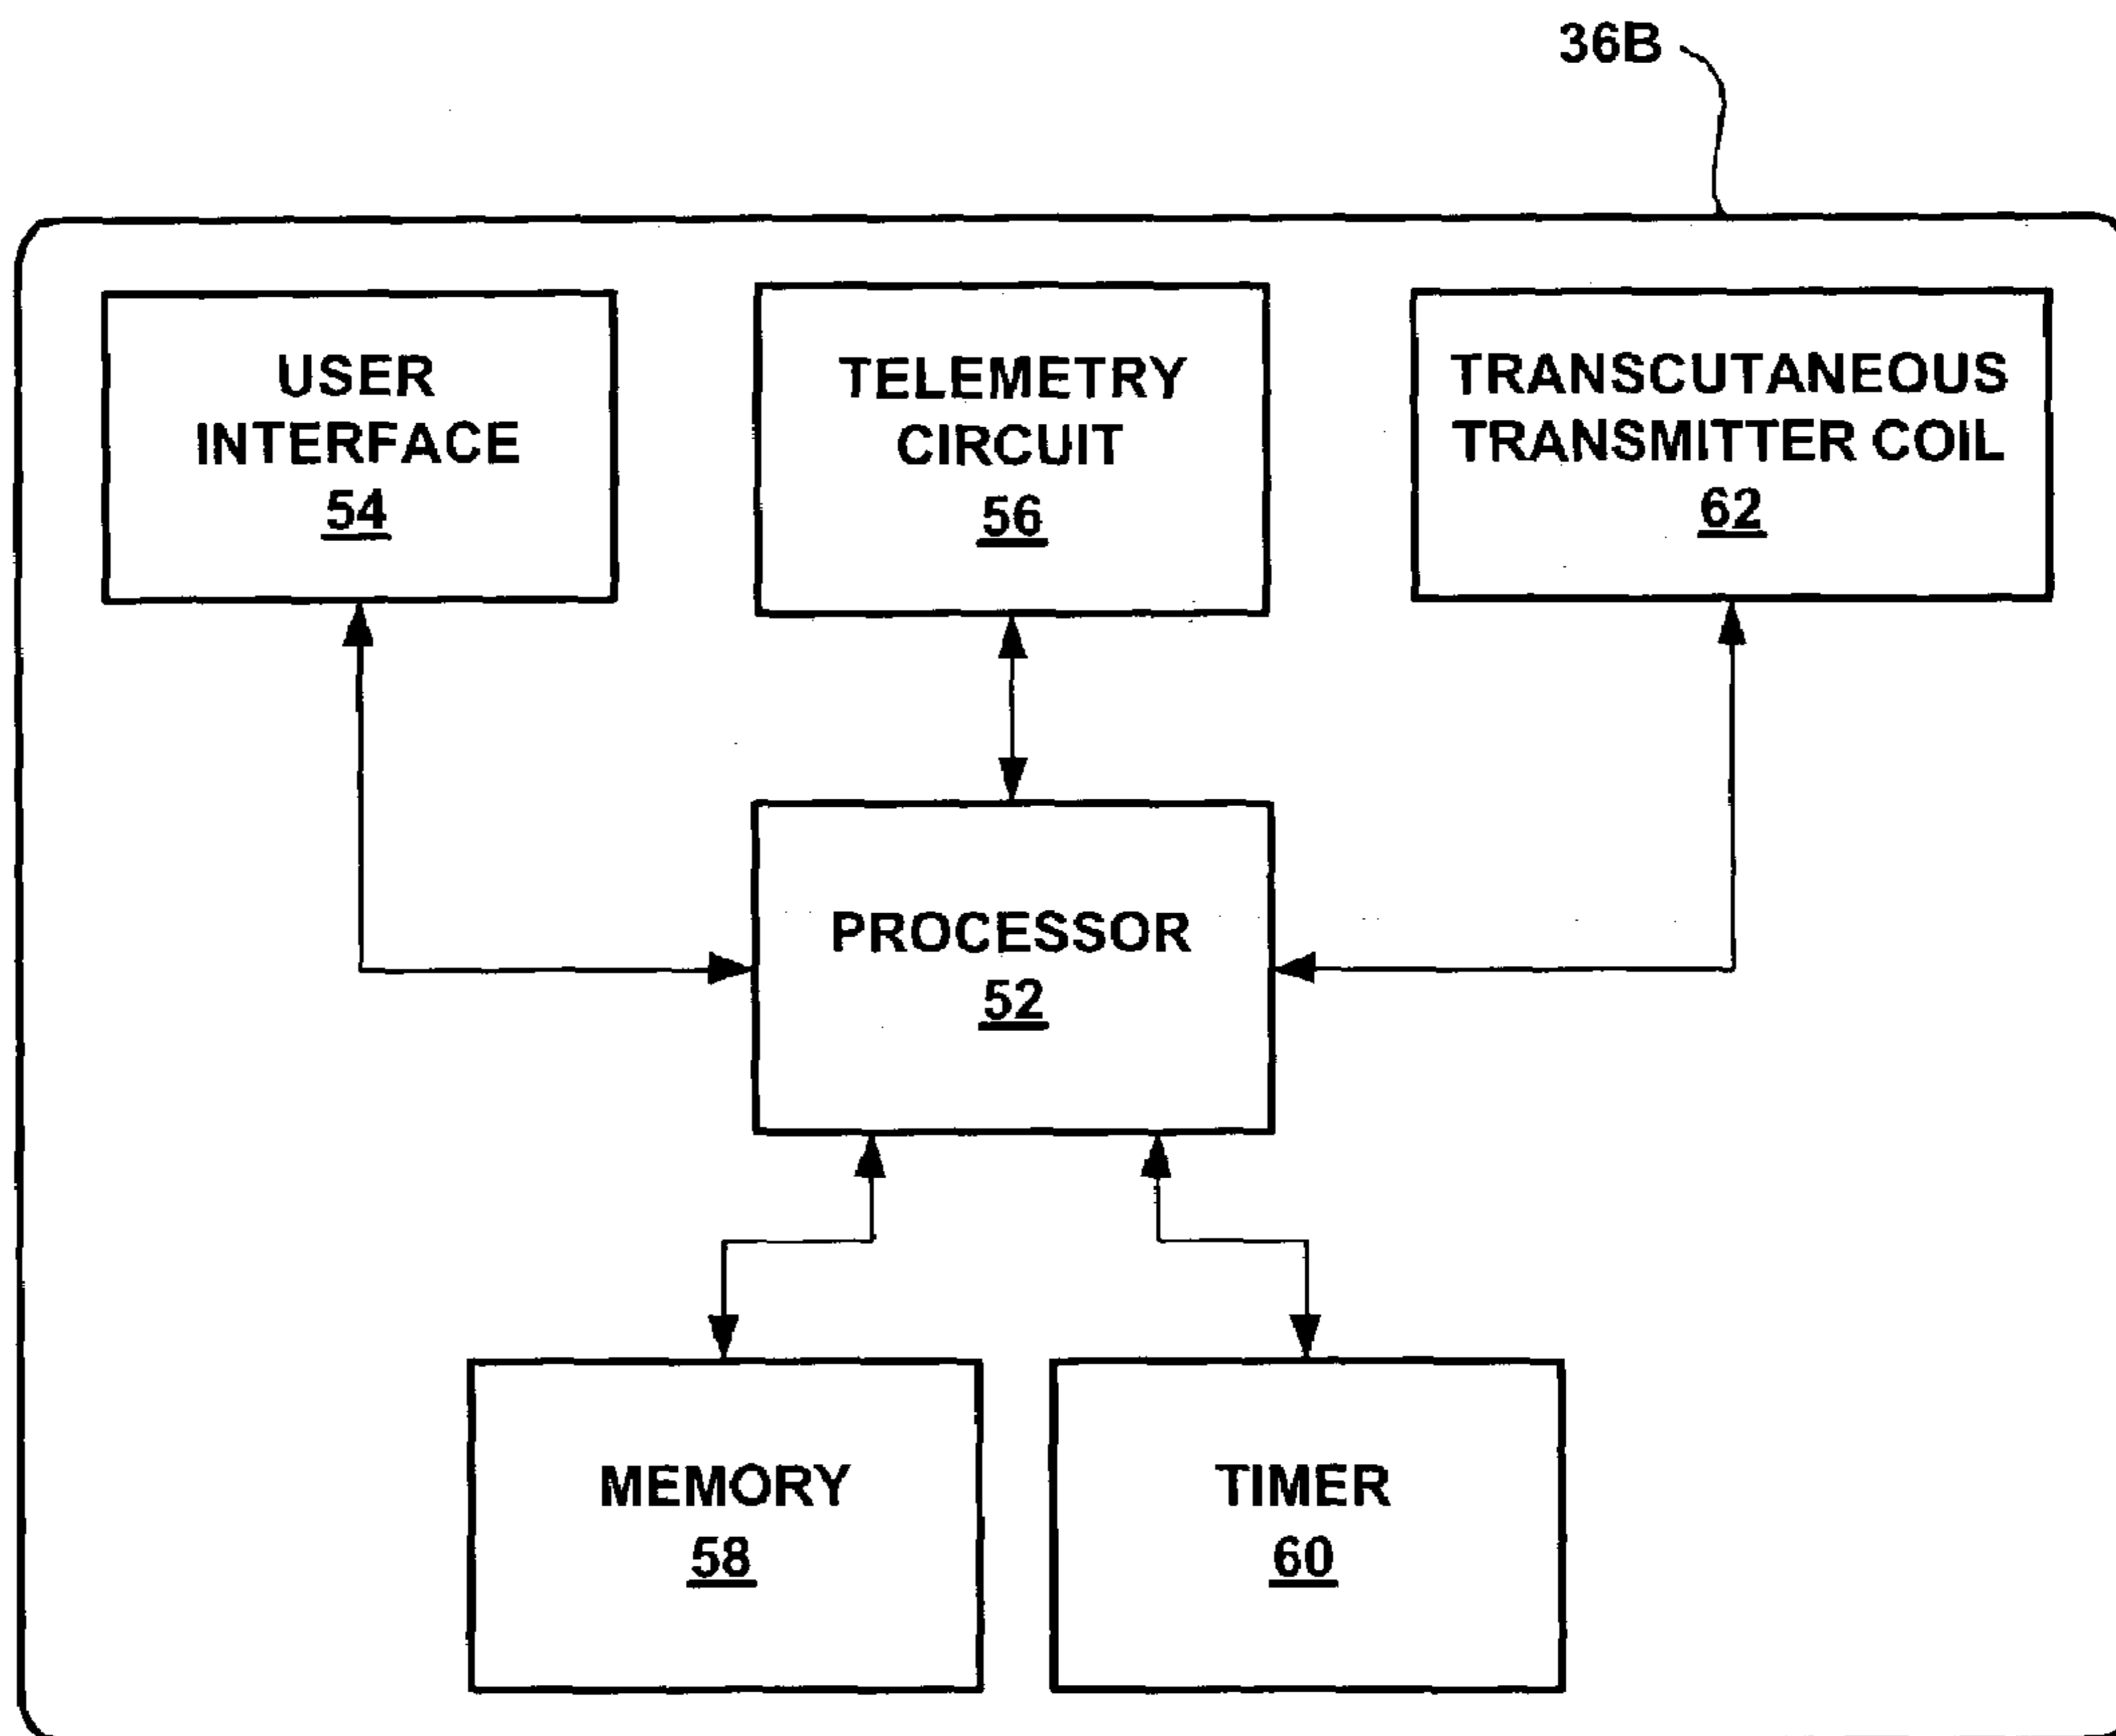 36B
USER
INTERFACE
54
TELEMETRY
CIRCUIT
56
TRANSCUTANEOUS
TRANSMITTER COIL
62
PROCESSOR
52
MEMORY
58
TIMER
60